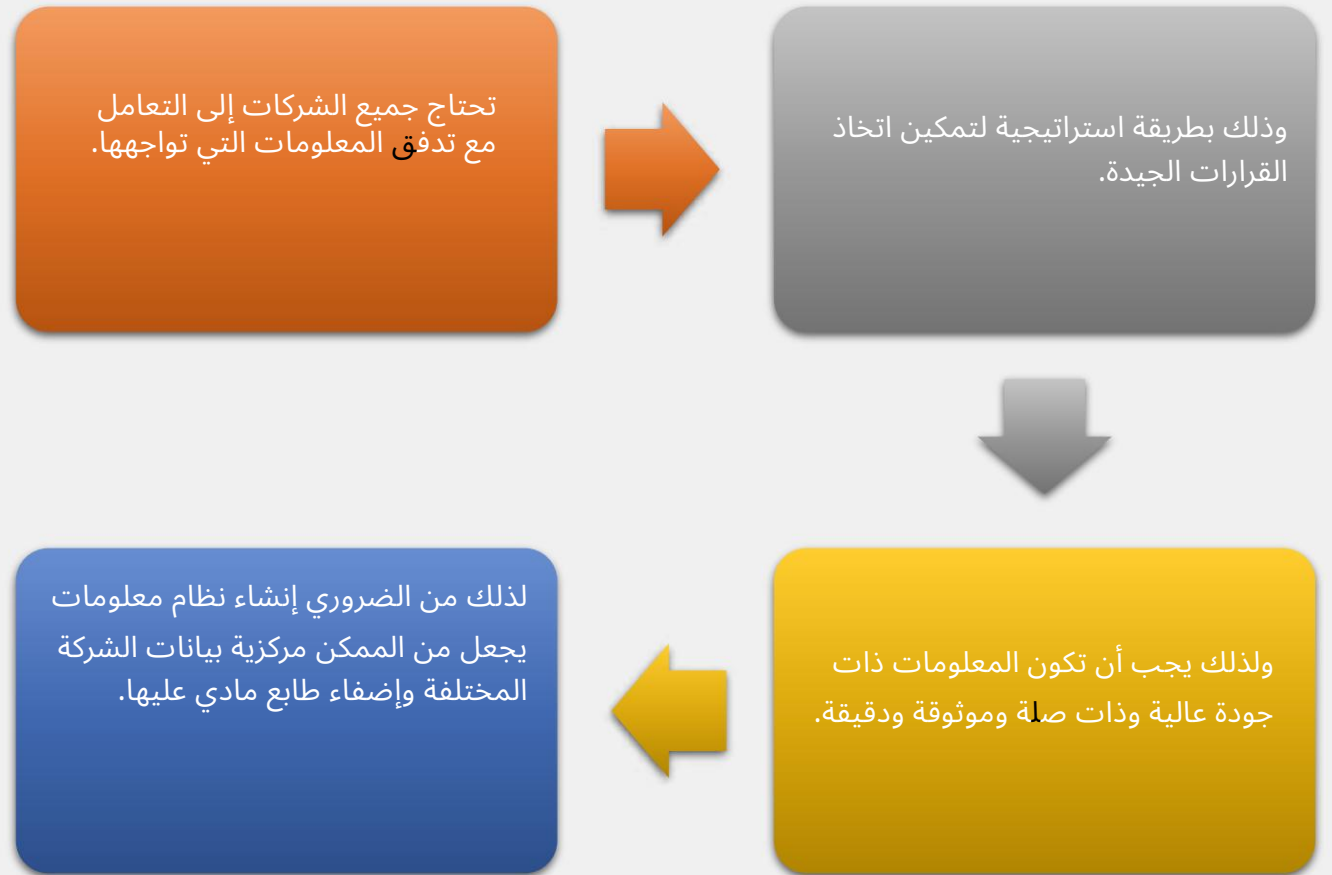 تحتاج جميع الشركات إلى التعامل
مع تدفق المعلومات التي تواجهها.
وذلك بطريقة استراتيجية لتمكين اتخاذ
القرارات الجيدة.
ولذلك يجب أن تكون المعلومات ذات
جودة عالية وذات صلة وموثوقة ودقيقة.
لذلك من الضروري إنشاء نظام معلومات
يجعل من الممكن مركزية بيانات الشركة
المختلفة وإضفاء طابع مادي عليها.